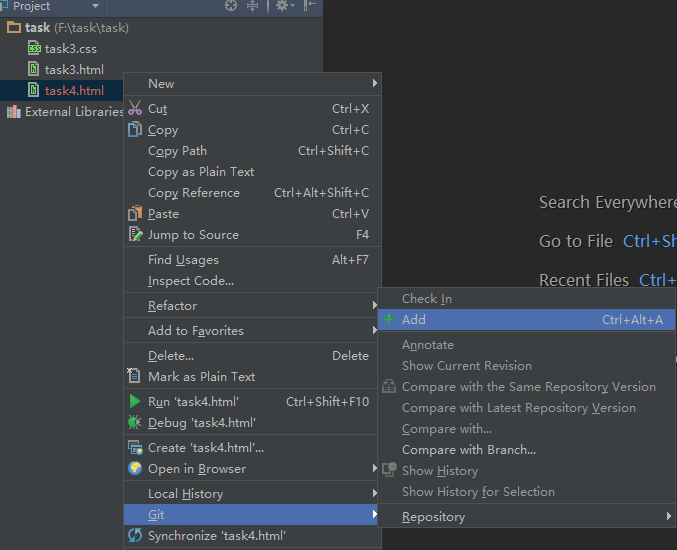 Project
task (F:\task\task)
task3.css
task3.html
task4.html
External Libraries
New
Cut Ctrl+X
Copy Ctrl+C
Copy Path Ctrl+Shift+C
Copy as Plain Text
Copy Reference Ctrl+Alt+Shift+C
Paste Ctrl+V
Jump to Source F4
Find Usages Alt+F7
Inspect Code...
Refactor
Add to Favorites
Delete... Delete
Mark as Plain Text
Run 'task4.html' Ctrl+Shift+F10
Debug 'task4.html'
Create 'task4.html'...
Open in Browser
Local History
Git
Synchronize 'task4.html'
Search Everywhere
Go to File Ctrl+Sh
Recent Files Ctrl+
Check In
Add Ctrl+Alt+A
Annotate
Show Current Revision
Compare with the Same Repository Version
Compare with Latest Repository Version
Compare with...
Compare with Branch...
Show History
Show History for Selection
Repository